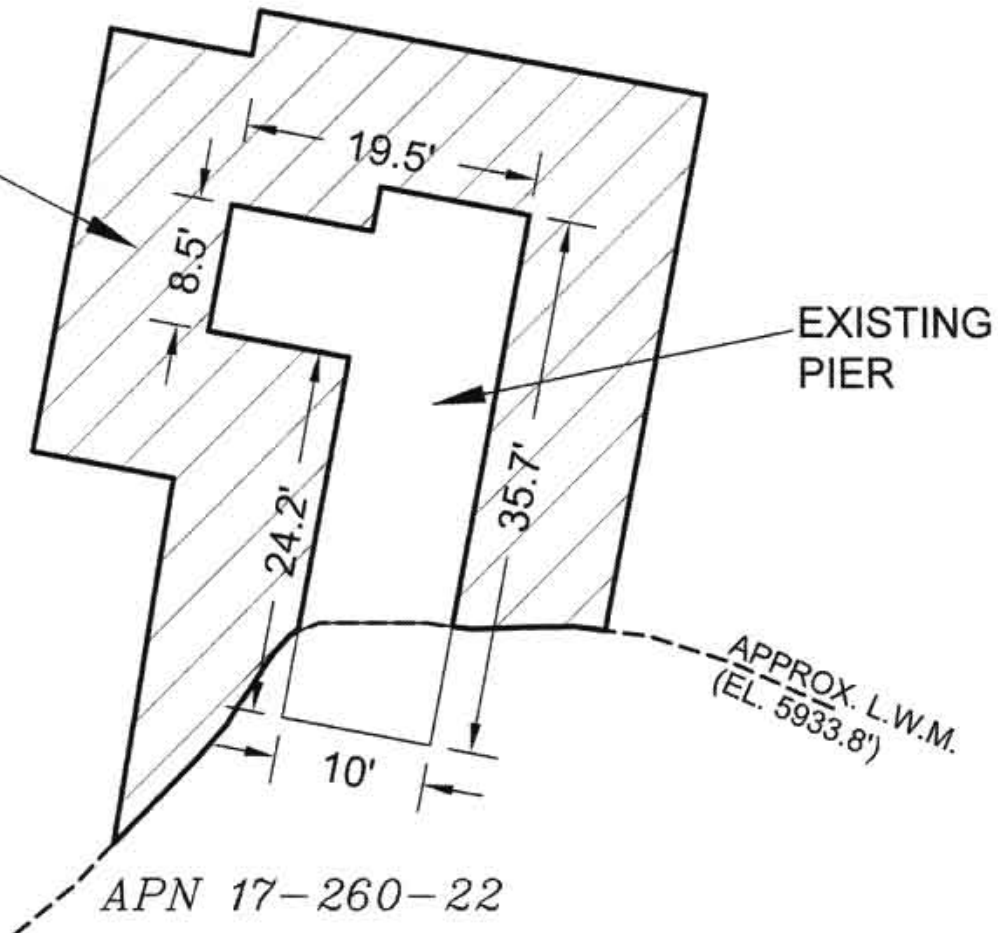 19.5'
8.5'
EXISTING
PIER
24.2'
35.7'
APPROX. L.W.M.
(EL. 5933.8')
10'
APN 17-260-22